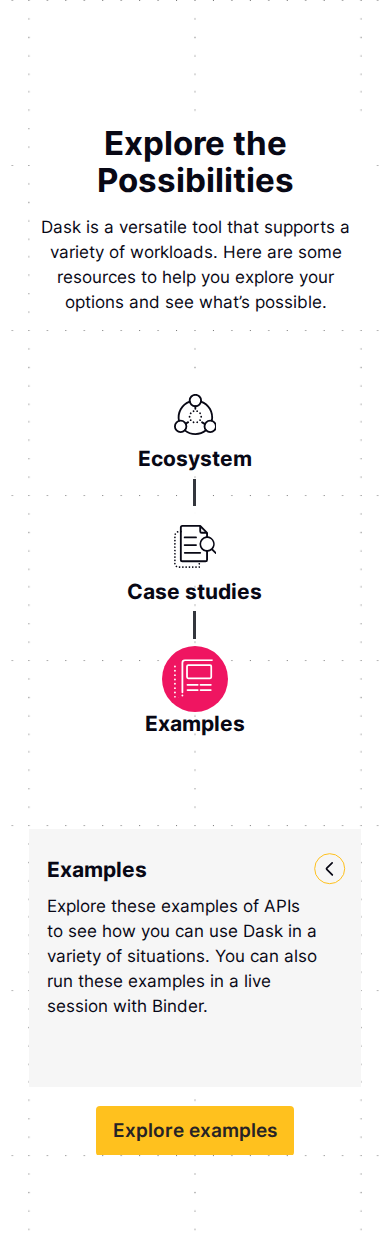 Explore the
Possibilities
Dask is a versatile tool that supports a
variety of workloads. Here are some
resources to help you explore your
options and see what’s possible.
Ecosystem
Case studies
Examples
Examples
Explore these examples of APIs
to see how you can use Dask in a
variety of situations. You can also
run these examples in a live
session with Binder.
Explore examples